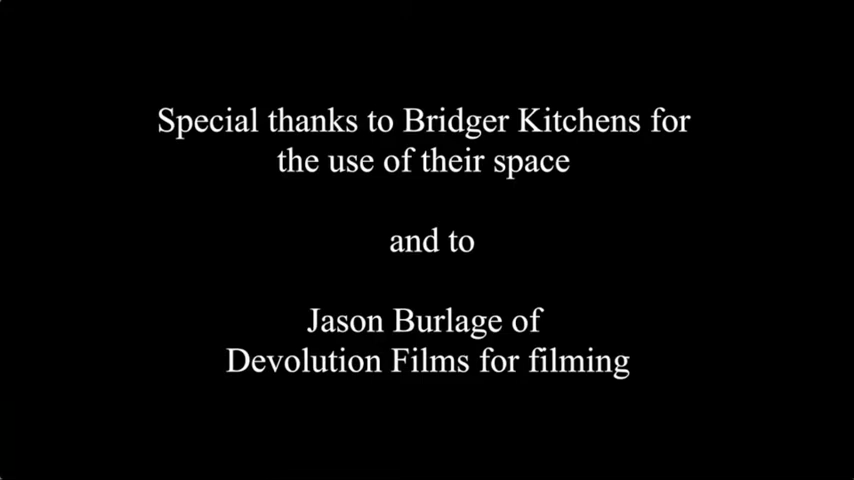 Special thanks to Bridger Kitchens for
the use of their space
and to
Jason Burlage of
Devolution Films for filming